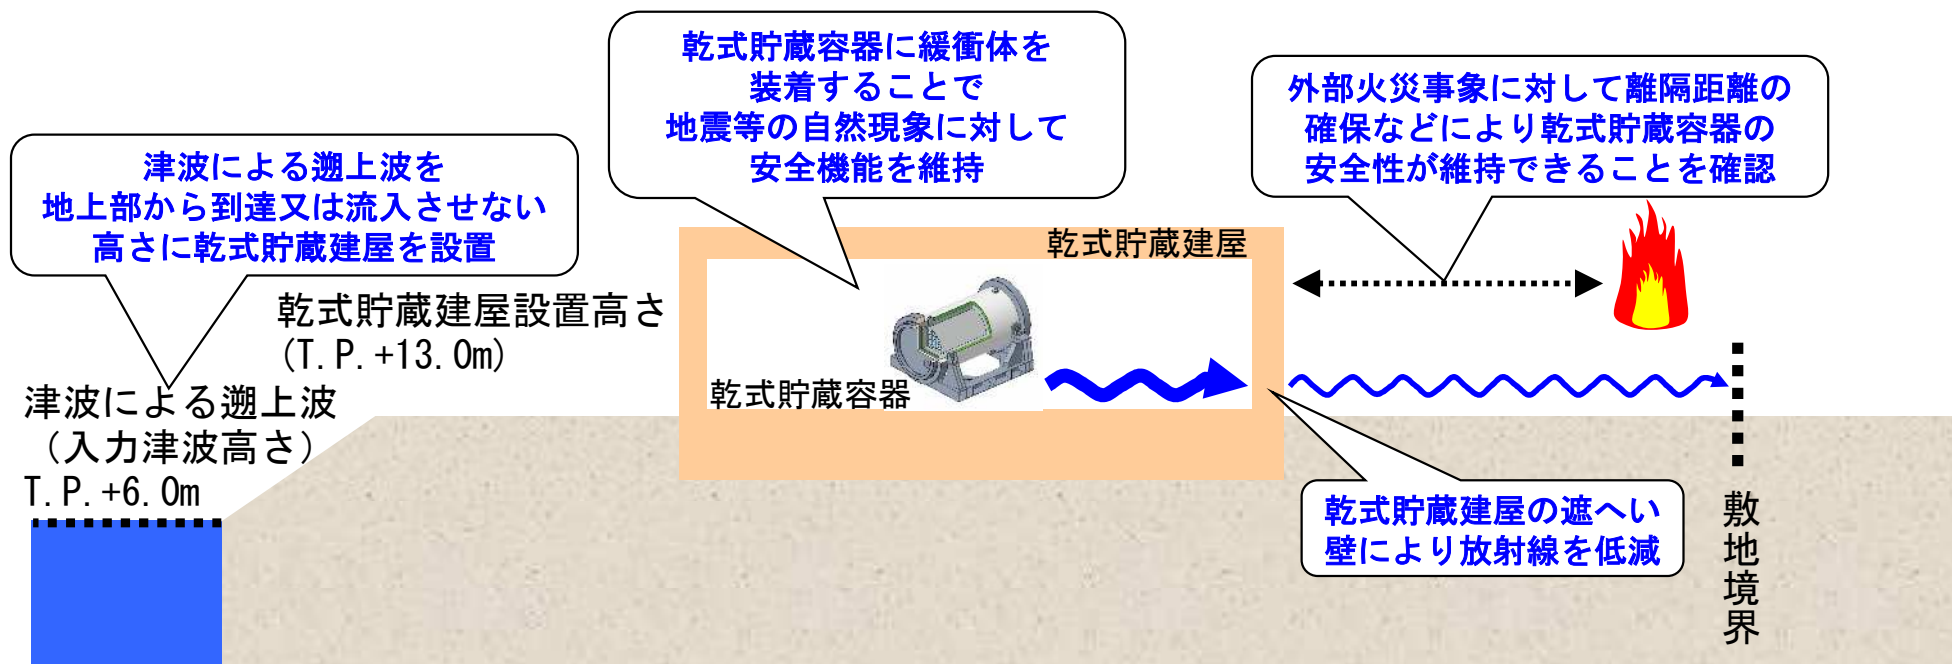 津波による遡上波を
地上部から到達又は流入させない
高さに乾式貯蔵建屋を設置
乾式貯蔵容器に緩衝体を
装着することで
地震等の自然現象に対して
安全機能を維持
外部火災事象に対して離隔距離の
確保などにより乾式貯蔵容器の
安全性が維持できることを確認
乾式貯蔵建屋
乾式貯蔵建屋設置高さ
(T.P.+13.0m)
乾式貯蔵容器
津波による遡上波
（入力津波高さ）
T.P.+6.0m
乾式貯蔵建屋の遮へい
壁により放射線を低減
敷地境界